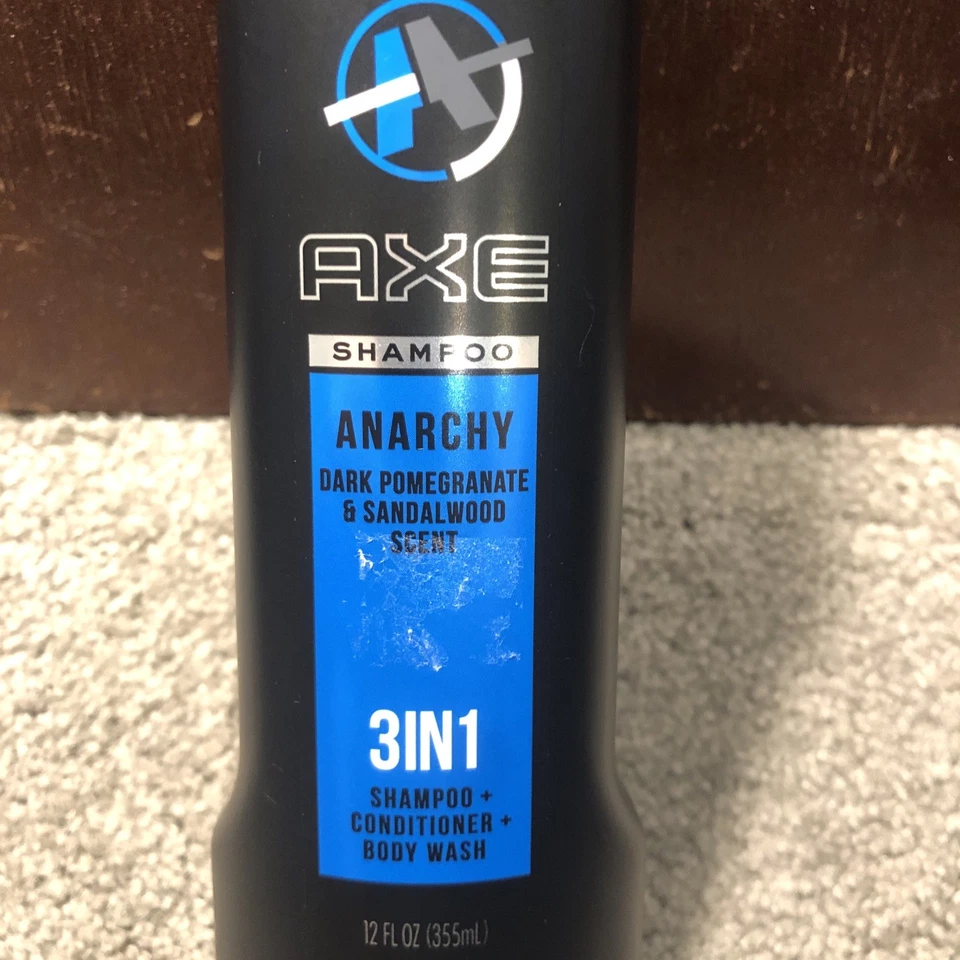 AXE
SHAMPOO
ANARCHY
DARK POMEGRANATE
& SANDALWOOD
SCENT
3IN1
SHAMPOO +
CONDITIONER +
BODY WASH
12 FL OZ (355mL)